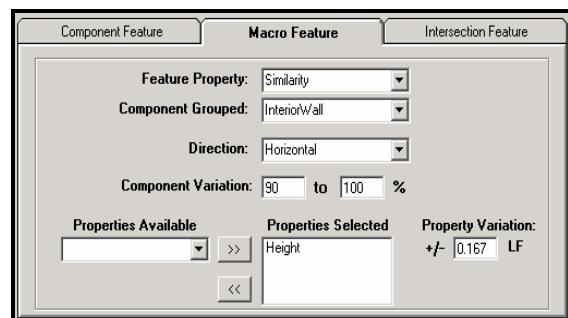 Component Feature Macro Feature Intersection Feature
Feature Property: Similarity
Component Grouped: InteriorWall
Direction: Horizontal
Component Variation: 90 to 100 %
Properties Available Properties Selected Property Variation:
>> Height +/- 0.167 LF
<<